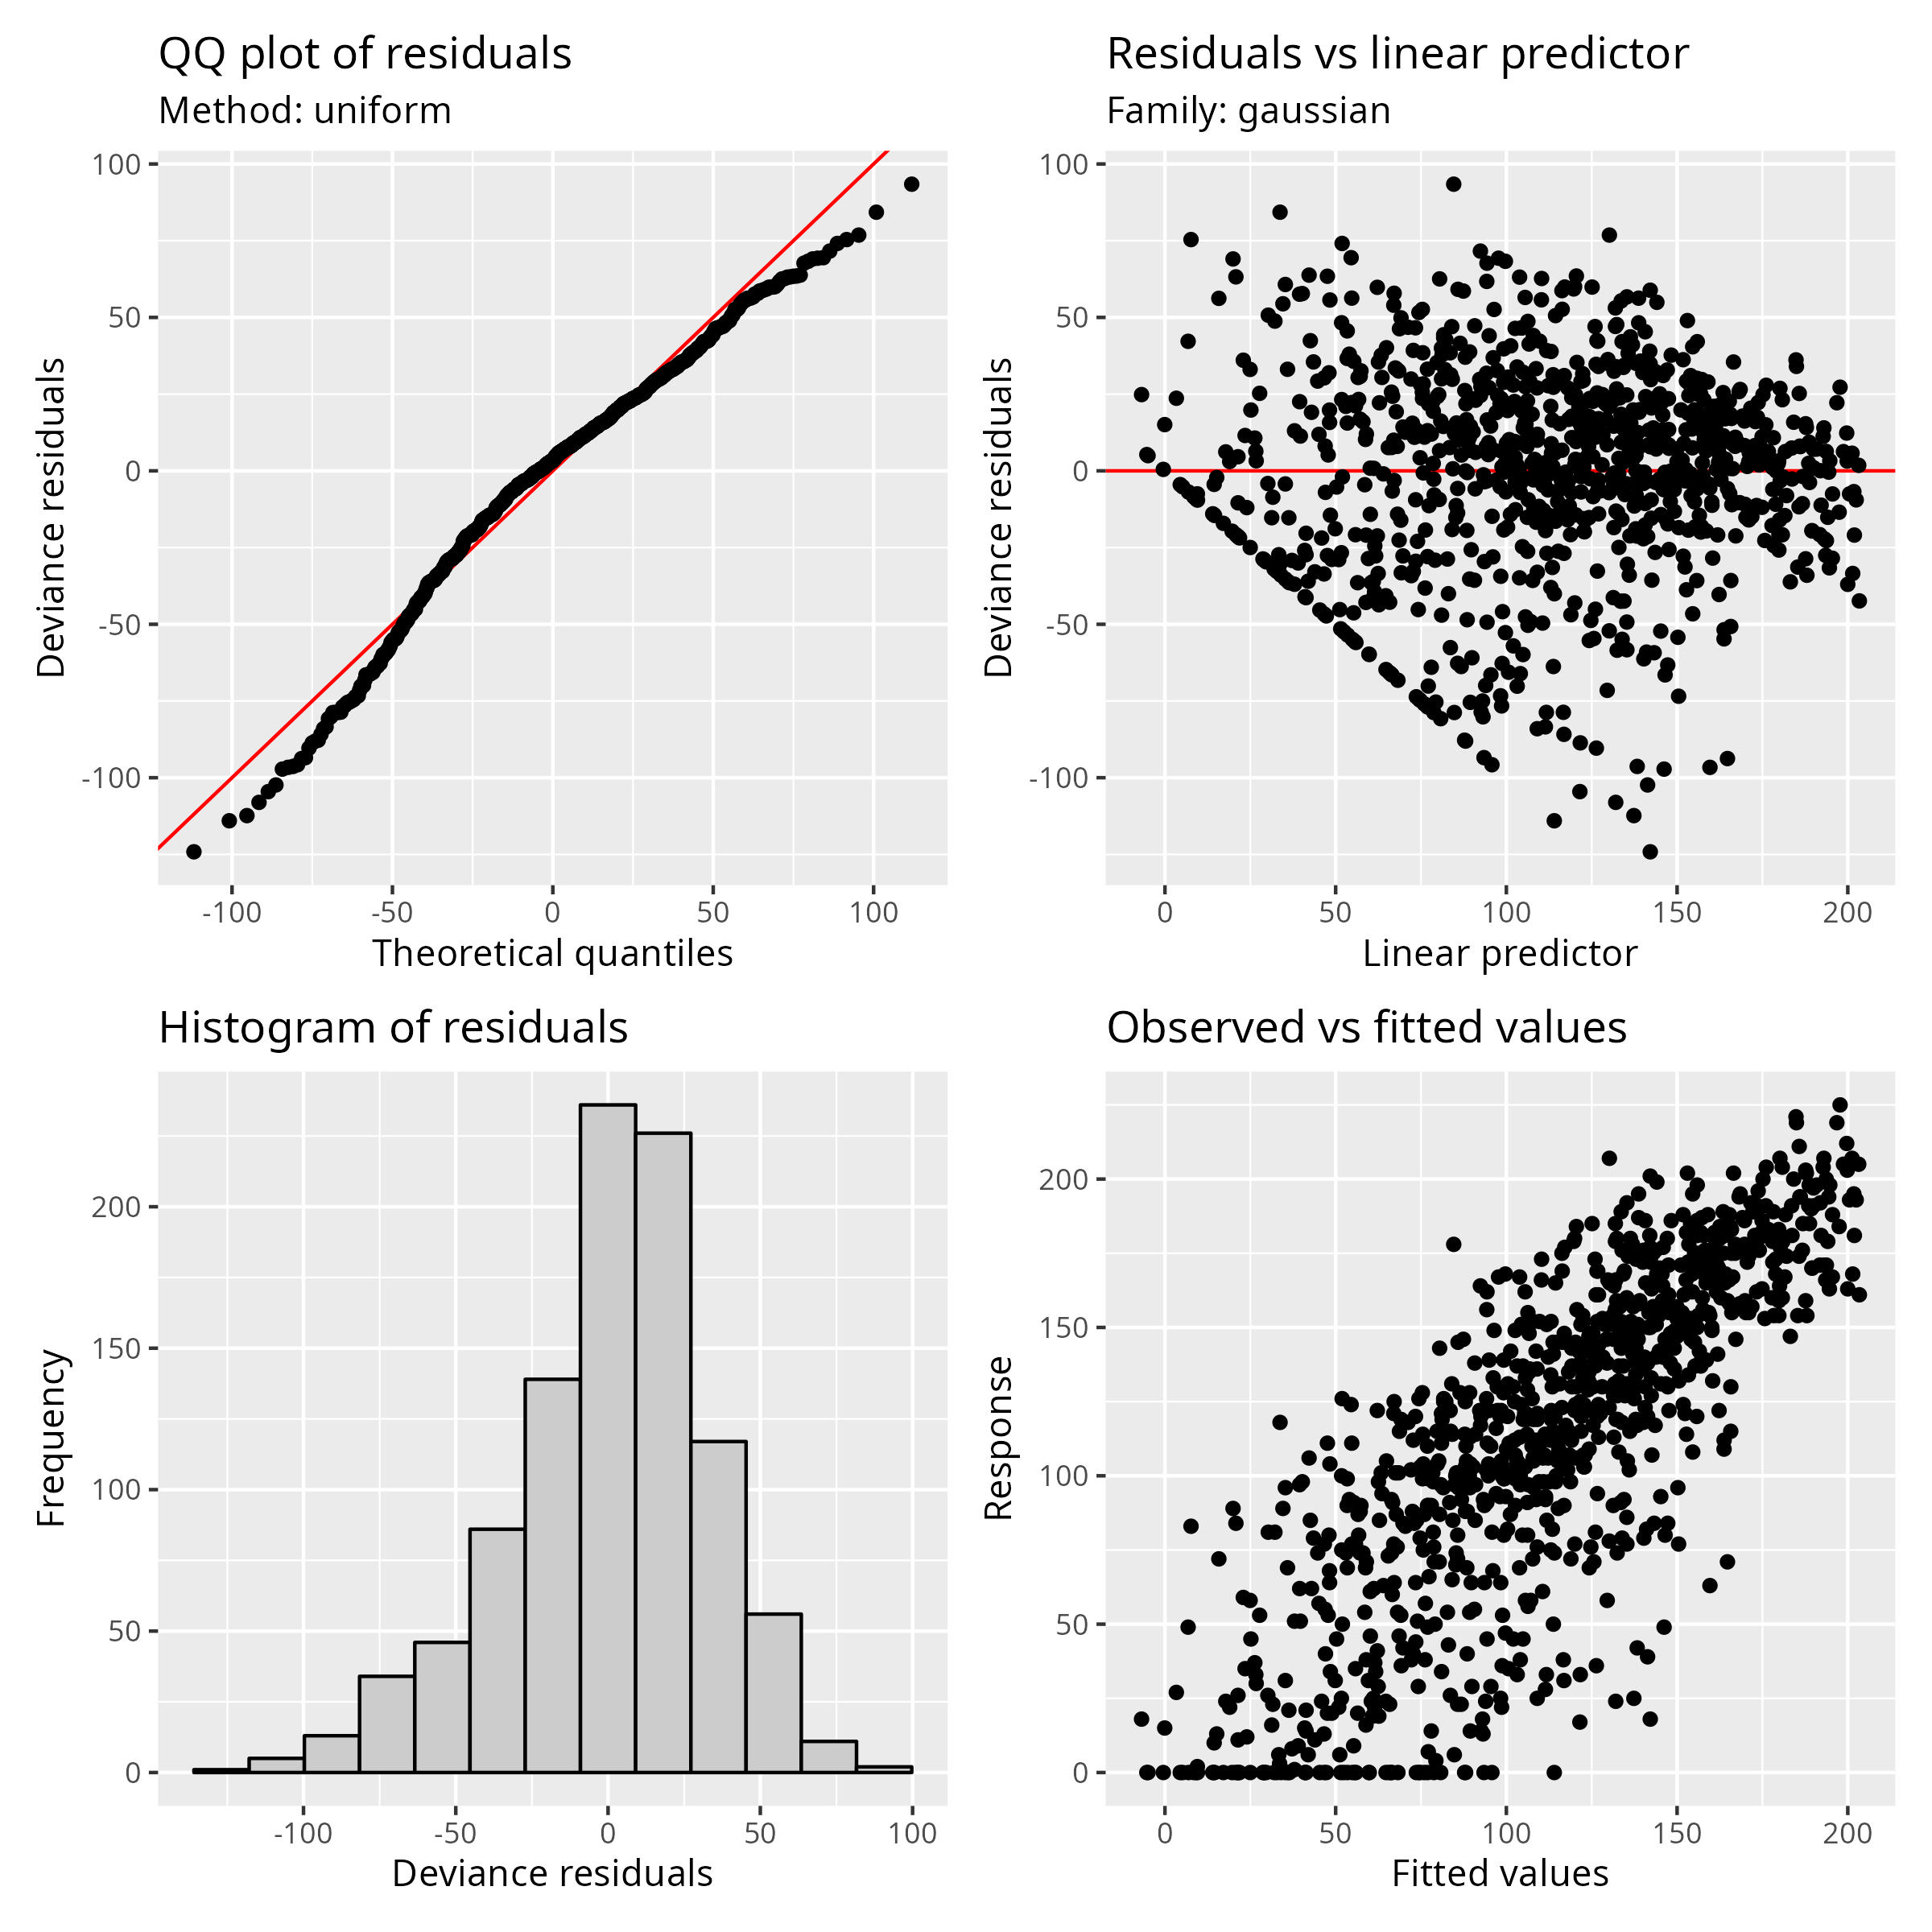 QQ plot of residuals
Method: uniform
100
50
0
-50
-100
-100 -50 0 50 100
Deviance residuals
Theoretical quantiles
Residuals vs linear predictor
Family: gaussian
100
50
0
-50
-100
0 50 100 150 200
Deviance residuals
Linear predictor
Histogram of residuals
200
150
100
50
0
-100 -50 0 50 100
Frequency
Deviance residuals
Observed vs fitted values
200
150
100
50
0
0 50 100 150 200
Response
Fitted values